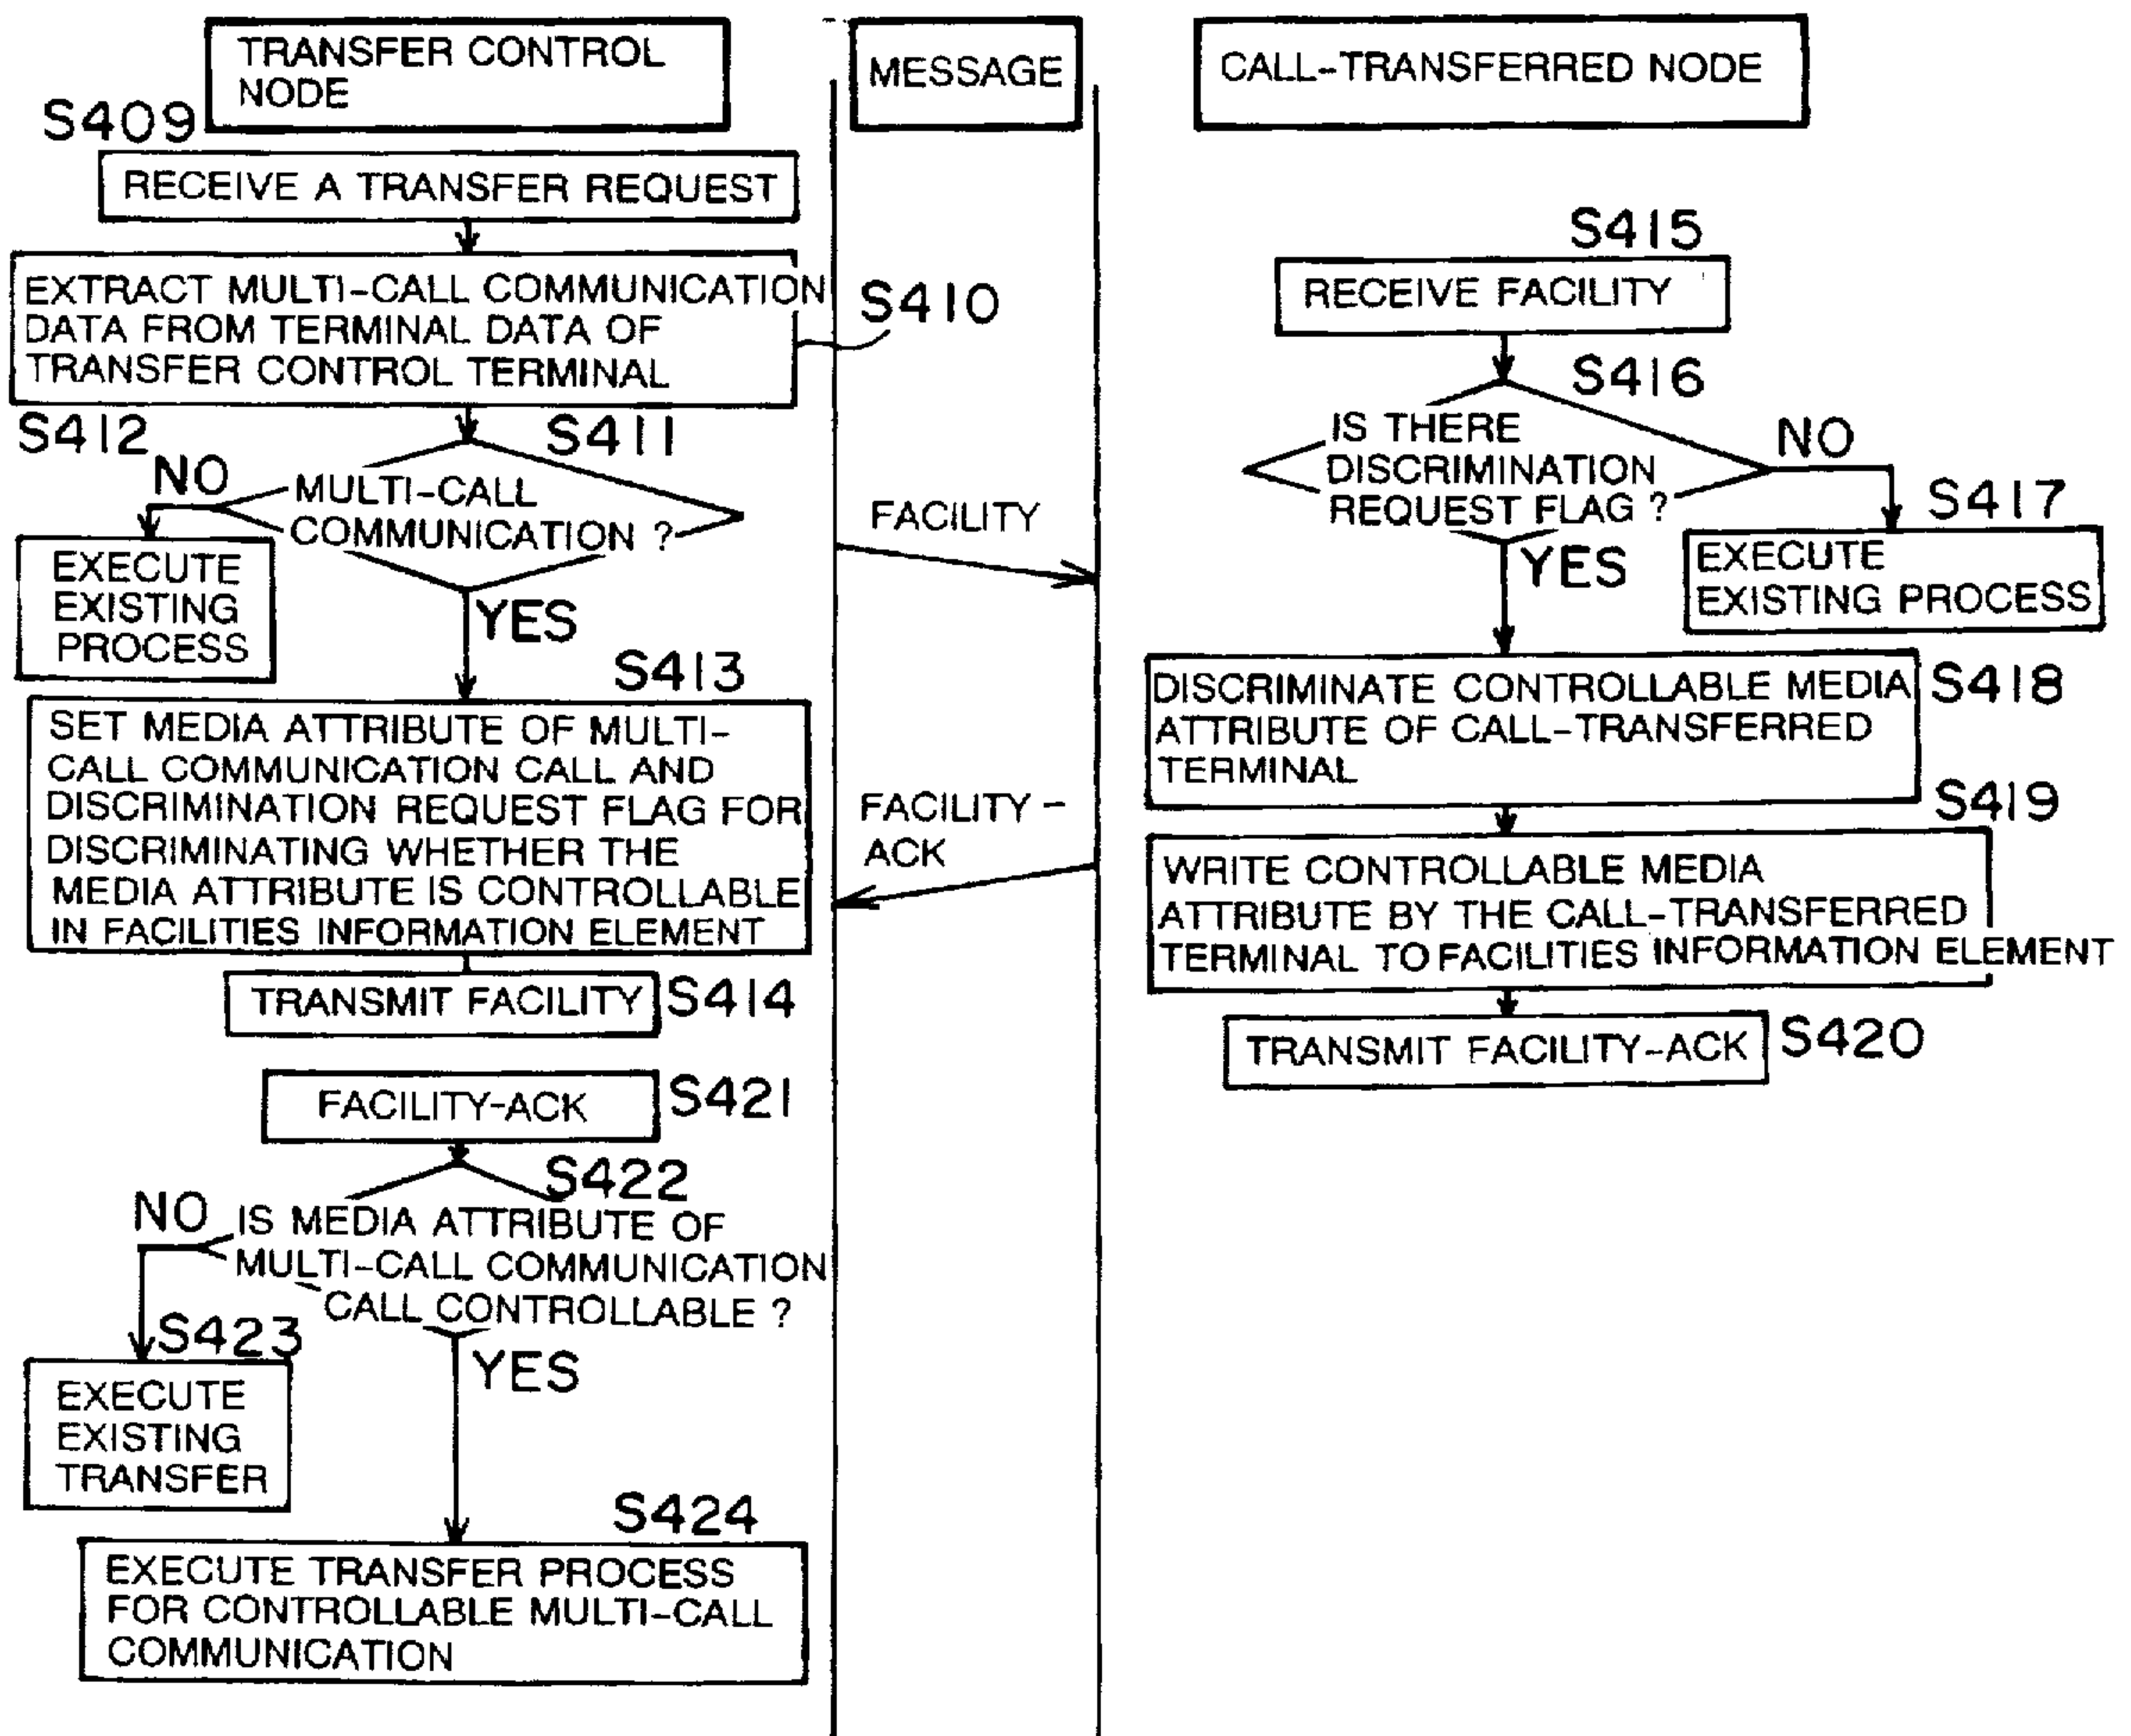 TRANSFER CONTROL
NODE
MESSAGE
CALL-TRANSFERRED NODE
S409
RECEIVE A TRANSFER REQUEST
EXTRACT MULTI-CALL COMMUNICATION
DATA FROM TERMINAL DATA OF
TRANSFER CONTROL TERMINAL
S410
S412
S411
NO
MULTI-CALL
COMMUNICATION ?
EXECUTE
EXISTING
PROCESS
YES
S413
SET MEDIA ATTRIBUTE OF MULTI-
CALL COMMUNICATION CALL AND
DISCRIMINATION REQUEST FLAG FOR
DISCRIMINATING WHETHER THE
MEDIA ATTRIBUTE IS CONTROLLABLE
IN FACILITIES INFORMATION ELEMENT
TRANSMIT FACILITY
S414
FACILITY-ACK
S421
S422
NO
IS MEDIA ATTRIBUTE OF
MULTI-CALL COMMUNICATION
CALL CONTROLLABLE ?
S423
YES
EXECUTE
EXISTING
TRANSFER
S424
EXECUTE TRANSFER PROCESS
FOR CONTROLLABLE MULTI-CALL
COMMUNICATION
FACILITY
FACILITY-
ACK
S415
RECEIVE FACILITY
S416
IS THERE
DISCRIMINATION
REQUEST FLAG ?
NO
S417
EXECUTE
EXISTING PROCESS
YES
DISCRIMINATE CONTROLLABLE MEDIA
ATTRIBUTE OF CALL-TRANSFERRED
TERMINAL
S418
S419
WRITE CONTROLLABLE MEDIA
ATTRIBUTE BY THE CALL-TRANSFERRED
TERMINAL TO FACILITIES INFORMATION ELEMENT
TRANSMIT FACILITY-ACK
S420